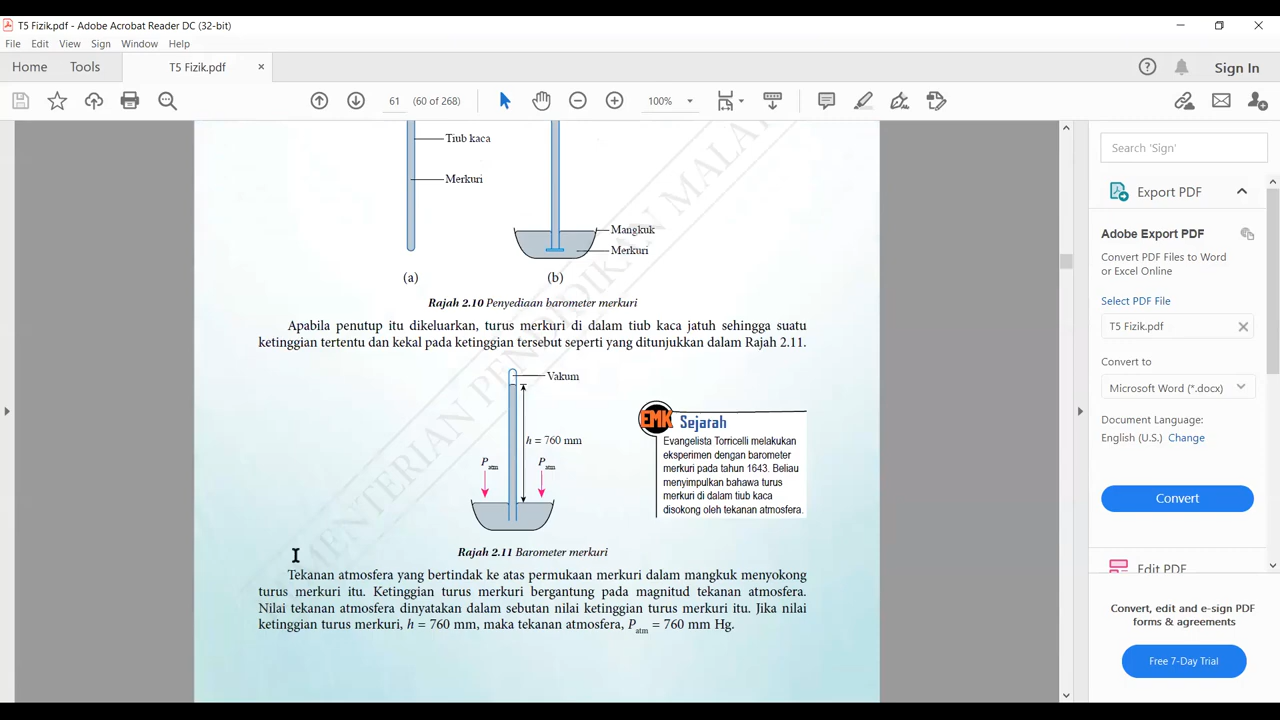 T5 Fizik.pdf - Adobe Acrobat Reader DC (32-bit)
File Edit View Sign Window Help
Home Tools T5 Fizik.pdf × Sign In
61 (60 of 268) 100%
Tiub kaca
Merkuri
Mangkuk
Merkuri
(a) (b)
Rajah 2.10 Penyediaan barometer merkuri
Apabila penutup itu dikeluarkan, turus merkuri di dalam tiub kaca jatuh sehingga suatu
ketinggian tertentu dan kekal pada ketinggian tersebut seperti yang ditunjukkan dalam Rajah 2.11.
Vakum
h = 760 mm
Patm Patm
EMK Sejarah
Evangelista Torricelli melakukan
eksperimen dengan barometer
merkuri pada tahun 1643. Beliau
menyimpulkan bahawa turus
merkuri di dalam tiub kaca
disokong oleh tekanan atmosfera.
Rajah 2.11 Barometer merkuri
Tekanan atmosfera yang bertindak ke atas permukaan merkuri dalam mangkuk menyokong
turus merkuri itu. Ketinggian turus merkuri bergantung pada magnitud tekanan atmosfera.
Nilai tekanan atmosfera dinyatakan dalam sebutan nilai ketinggian turus merkuri itu. Jika nilai
ketinggian turus merkuri, h = 760 mm, maka tekanan atmosfera, Patm = 760 mm Hg.
KEMENTERIAN PENDIDIKAN MALAY
Search 'Sign'
Export PDF
Adobe Export PDF
Convert PDF Files to Word
or Excel Online
Select PDF File
T5 Fizik.pdf
Convert to
Microsoft Word (*.docx)
Document Language:
English (U.S.) Change
Convert
Edit PDF
Convert, edit and e-sign PDF
forms & agreements
Free 7-Day Trial